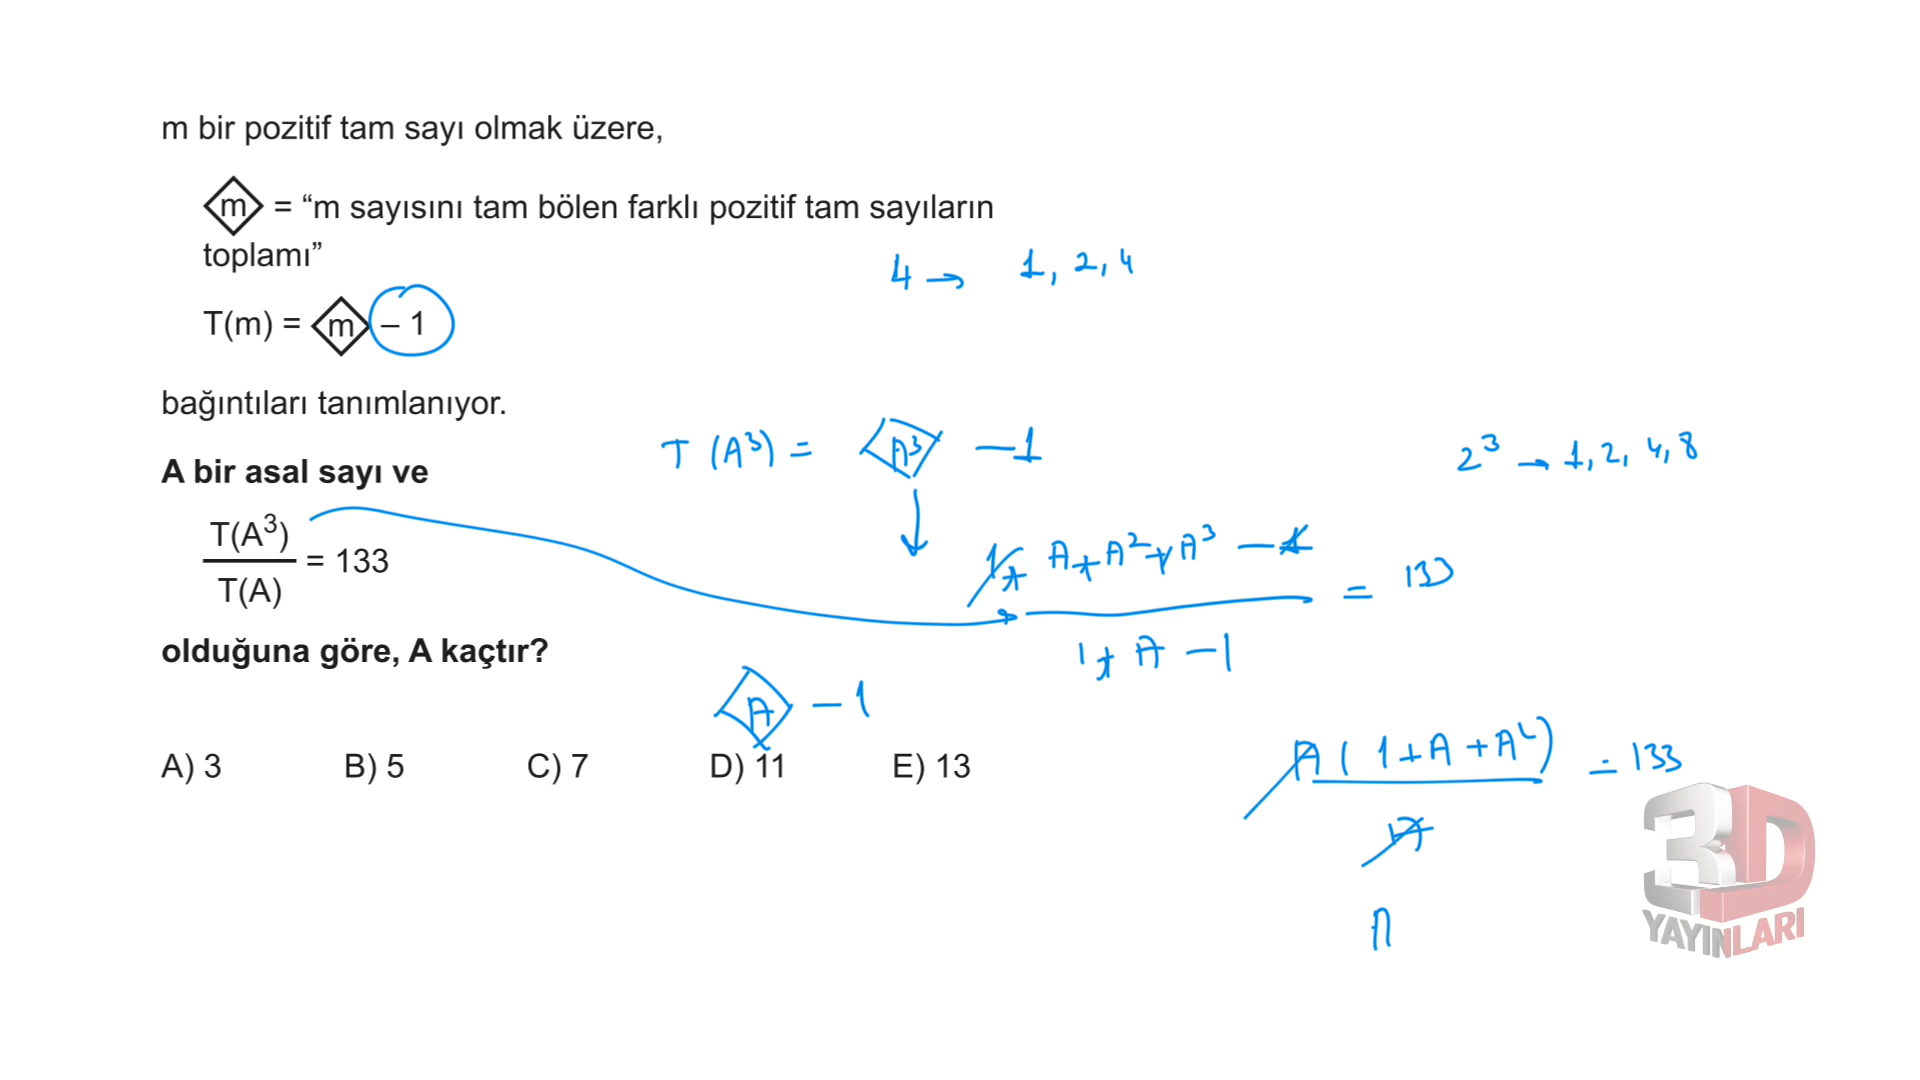 m bir pozitif tam sayı olmak üzere,
m = “m sayısını tam bölen farklı pozitif tam sayıların
toplamı”
4 → 1, 2, 4
T(m) = m – 1
bağıntıları tanımlanıyor.
T (A³) = A³ – 1
2³ → 1, 2, 4, 8
A bir asal sayı ve
T(A³)
= 133
T(A)
1 + A + A² + A³ – 1
= 133
1 + A – 1
olduğuna göre, A kaçtır?
A – 1
A ( 1 + A + A² ) = 133
A
A) 3 B) 5 C) 7 D) 11 E) 13
3D
YAYINLARI